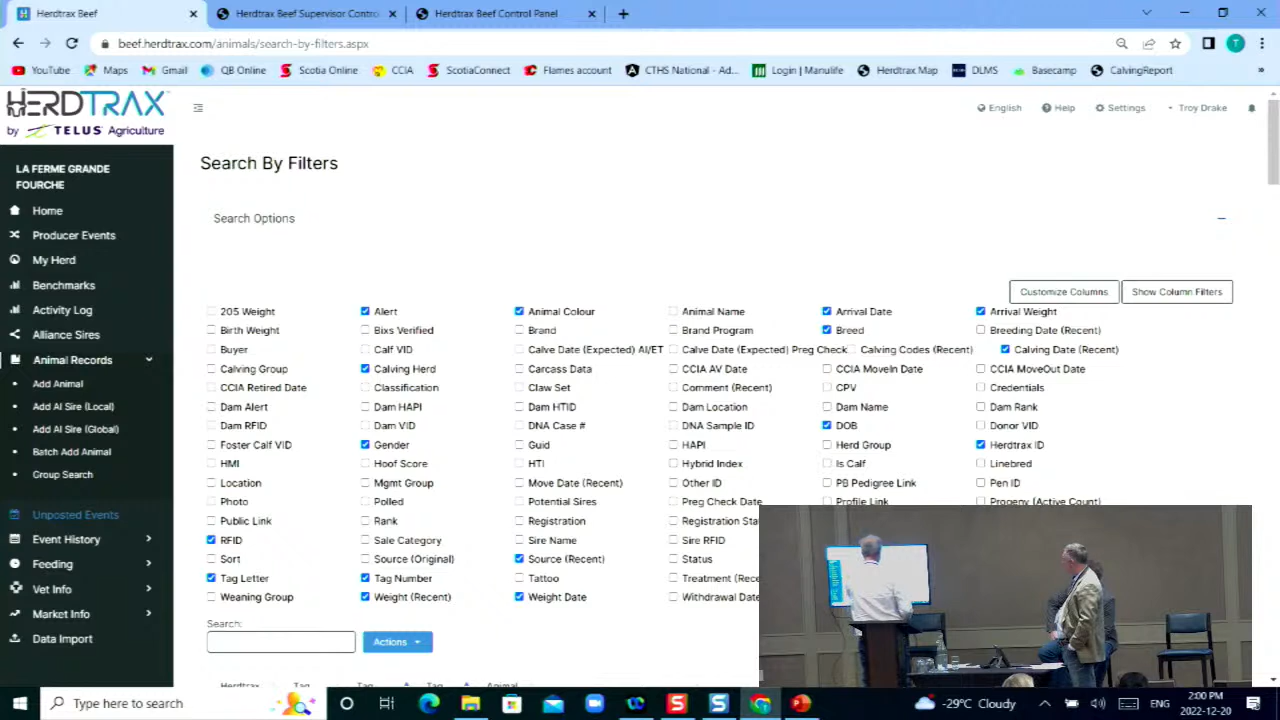 Herdtrax Beef
Herdtrax Beef Supervisor Contro
Herdtrax Beef Control Panel
beef.herdtrax.com/animals/search-by-filters.aspx
T
YouTube Maps Gmail QB Online Scotia Online CCIA ScotiaConnect Flames account CTHS National - Ad... Login | Manulife Herdtrax Map DLMS Basecamp CalvingReport »
HERDTRAX
by TELUS Agriculture
English Help Settings Troy Drake
LA FERME GRANDE
FOURCHE
Home
Producer Events
My Herd
Benchmarks
Activity Log
Alliance Sires
Animal Records
Add Animal
Add AI Sire (Local)
Add AI Sire (Global)
Batch Add Animal
Group Search
Unposted Events
Event History
Feeding
Vet Info
Market Info
Data Import
Search By Filters
Search Options
Customize Columns Show Column Filters
205 Weight Alert Animal Colour Animal Name Arrival Date Arrival Weight
Birth Weight Bixs Verified Brand Brand Program Breed Breeding Date (Recent)
Buyer Calf VID Calve Date (Expected) AI/ET Calve Date (Expected) Preg Check Calving Codes (Recent) Calving Date (Recent)
Calving Group Calving Herd Carcass Data CCIA AV Date CCIA MoveIn Date CCIA MoveOut Date
CCIA Retired Date Classification Claw Set Comment (Recent) CPV Credentials
Dam Alert Dam HAPI Dam HTID Dam Location Dam Name Dam Rank
Dam RFID Dam VID DNA Case # DNA Sample ID DOB Donor VID
Foster Calf VID Gender Guid HAPI Herd Group Herdtrax ID
HMI Hoof Score HTI Hybrid Index Is Calf Linebred
Location Mgmt Group Move Date (Recent) Other ID PB Pedigree Link Pen ID
Photo Polled Potential Sires Preg Check Date Profile Link Progeny (Active Count)
Public Link Rank Registration Registration Sta
RFID Sale Category Sire Name Sire RFID
Sort Source (Original) Source (Recent) Status
Tag Letter Tag Number Tattoo Treatment (Rece
Weaning Group Weight (Recent) Weight Date Withdrawal Date
Search:
Actions
Herdtrax Tag Tag Tag Animal
Type here to search
-29°C Cloudy
ENG
2:00 PM
2022-12-20